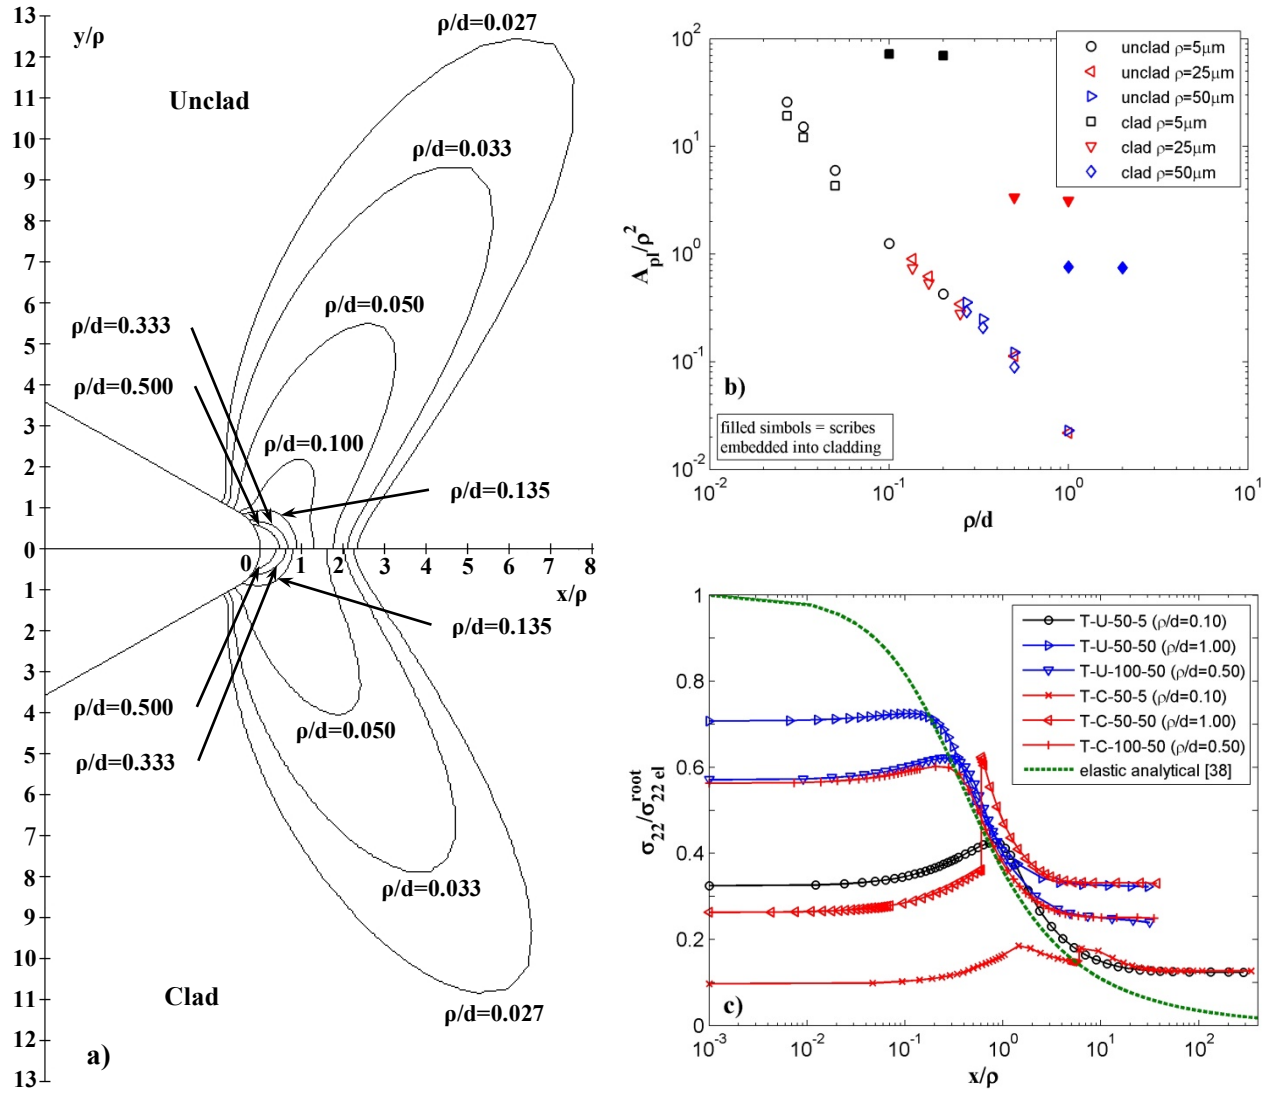 13
12
11
10
9
8
7
6
5
4
3
2
1
0
1
2
3
4
5
6
7
8
9
10
11
12
13
y/ρ
Unclad
ρ/d=0.027
ρ/d=0.033
ρ/d=0.050
ρ/d=0.333
ρ/d=0.500
ρ/d=0.100
ρ/d=0.135
0 1 2 3 4 5 6 7 8
x/ρ
ρ/d=0.135
ρ/d=0.500
ρ/d=0.050
ρ/d=0.333
ρ/d=0.033
Clad
ρ/d=0.027
a)
10^2
10^1
10^0
10^-1
10^-2
A_pl/ρ^2
unclad ρ=5μm
unclad ρ=25μm
unclad ρ=50μm
clad ρ=5μm
clad ρ=25μm
clad ρ=50μm
b)
filled simbols = scribes
embedded into cladding
10^-2 10^-1 10^0 10^1
ρ/d
1
0.8
0.6
0.4
0.2
0
σ_22/σ_22 el^root
T-U-50-5 (ρ/d=0.10)
T-U-50-50 (ρ/d=1.00)
T-U-100-50 (ρ/d=0.50)
T-C-50-5 (ρ/d=0.10)
T-C-50-50 (ρ/d=1.00)
T-C-100-50 (ρ/d=0.50)
elastic analytical [38]
c)
10^-3 10^-2 10^-1 10^0 10^1 10^2
x/ρ